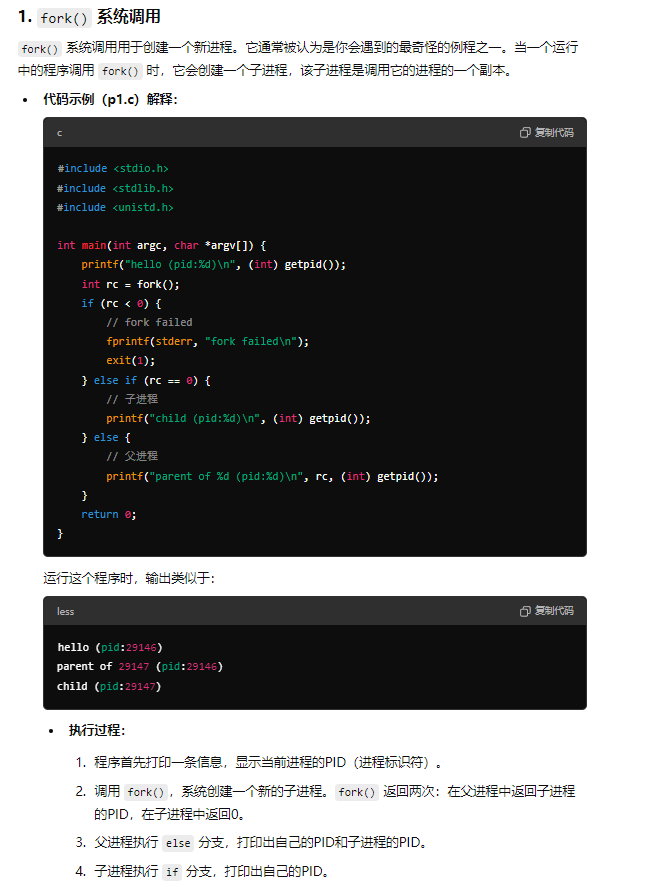 1. fork() 系统调用
fork() 系统调用用于创建一个新进程。它通常被认为是你会遇到的最奇怪的例程之一。当一个运行
中的程序调用 fork() 时，它会创建一个子进程，该子进程是调用它的进程的一个副本。
• 代码示例（p1.c）解释：
c 复制代码
#include <stdio.h>
#include <stdlib.h>
#include <unistd.h>
int main(int argc, char *argv[]) {
    printf("hello (pid:%d)\n", (int) getpid());
    int rc = fork();
    if (rc < 0) {
        // fork failed
        fprintf(stderr, "fork failed\n");
        exit(1);
    } else if (rc == 0) {
        // 子进程
        printf("child (pid:%d)\n", (int) getpid());
    } else {
        // 父进程
        printf("parent of %d (pid:%d)\n", rc, (int) getpid());
    }
    return 0;
}
运行这个程序时，输出类似于：
less 复制代码
hello (pid:29146)
parent of 29147 (pid:29146)
child (pid:29147)
• 执行过程：
1. 程序首先打印一条信息，显示当前进程的PID（进程标识符）。
2. 调用 fork() ，系统创建一个新的子进程。 fork() 返回两次：在父进程中返回子进程
的PID，在子进程中返回0。
3. 父进程执行 else 分支，打印出自己的PID和子进程的PID。
4. 子进程执行 if 分支，打印出自己的PID。